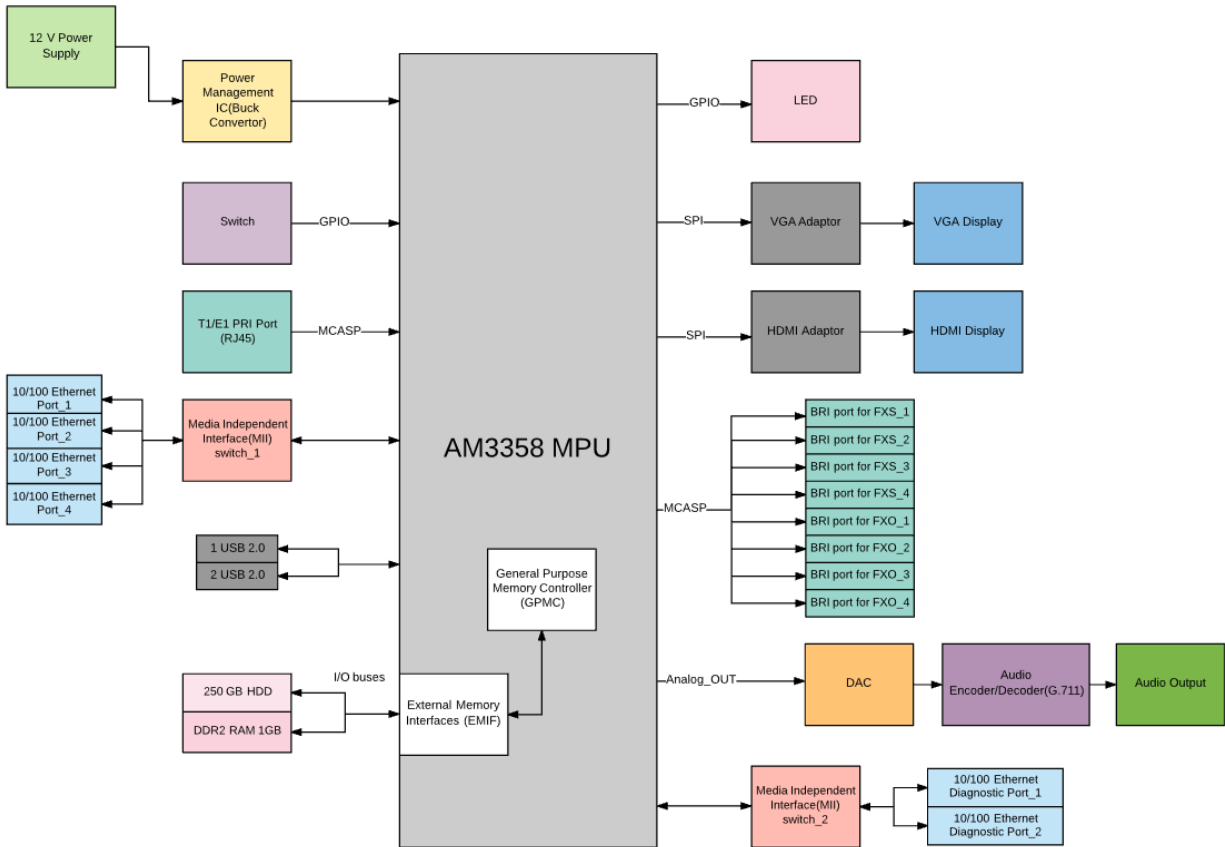 12 V Power
Supply
Power
Management
IC(Buck
Convertor)
GPIO
LED
Switch
GPIO
SPI
VGA Adaptor
VGA Display
T1/E1 PRI Port
(RJ45)
MCASP
SPI
HDMI Adaptor
HDMI Display
10/100 Ethernet
Port_1
10/100 Ethernet
Port_2
10/100 Ethernet
Port_3
10/100 Ethernet
Port_4
Media Independent
Interface(MII)
switch_1
AM3358 MPU
MCASP
BRI port for FXS_1
BRI port for FXS_2
BRI port for FXS_3
BRI port for FXS_4
BRI port for FXO_1
BRI port for FXO_2
BRI port for FXO_3
BRI port for FXO_4
1 USB 2.0
2 USB 2.0
General Purpose
Memory Controller
(GPMC)
I/O buses
250 GB HDD
DDR2 RAM 1GB
External Memory
Interfaces (EMIF)
Analog_OUT
DAC
Audio
Encoder/Decoder(G.711)
Audio Output
Media Independent
Interface(MII)
switch_2
10/100 Ethernet
Diagnostic Port_1
10/100 Ethernet
Diagnostic Port_2